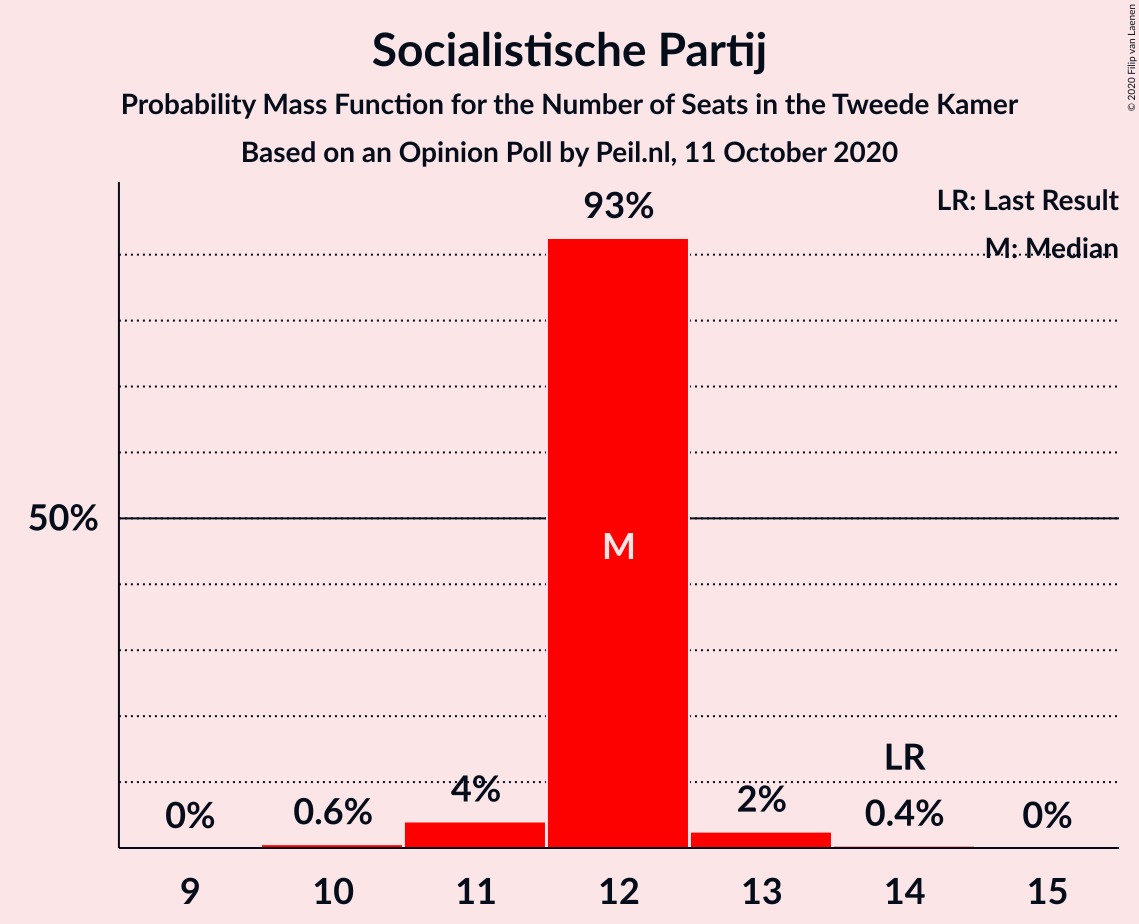 Socialistische Partij
Probability Mass Function for the Number of Seats in the Tweede Kamer
Based on an Opinion Poll by Peil.nl, 11 October 2020
© 2020 Filip van Laenen
LR: Last Result
M: Median
50%
0%
0.6%
4%
93%
M
2%
LR
0.4%
0%
9 10 11 12 13 14 15